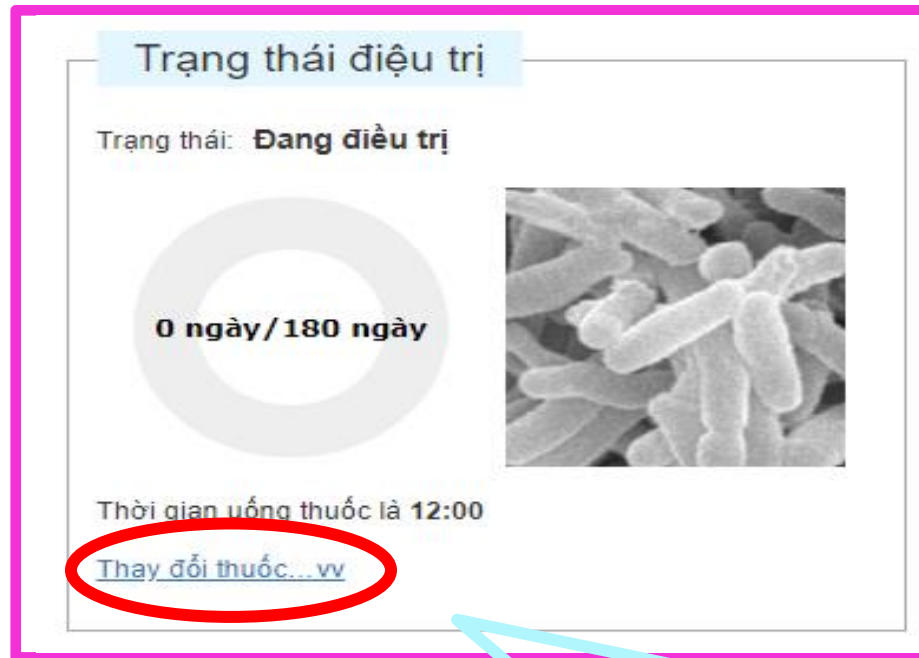 Trạng thái điệu trị
Trạng thái: Đang điều trị
0 ngày/180 ngày
Thời gian uống thuốc là 12:00
Thay đổi thuốc...vv